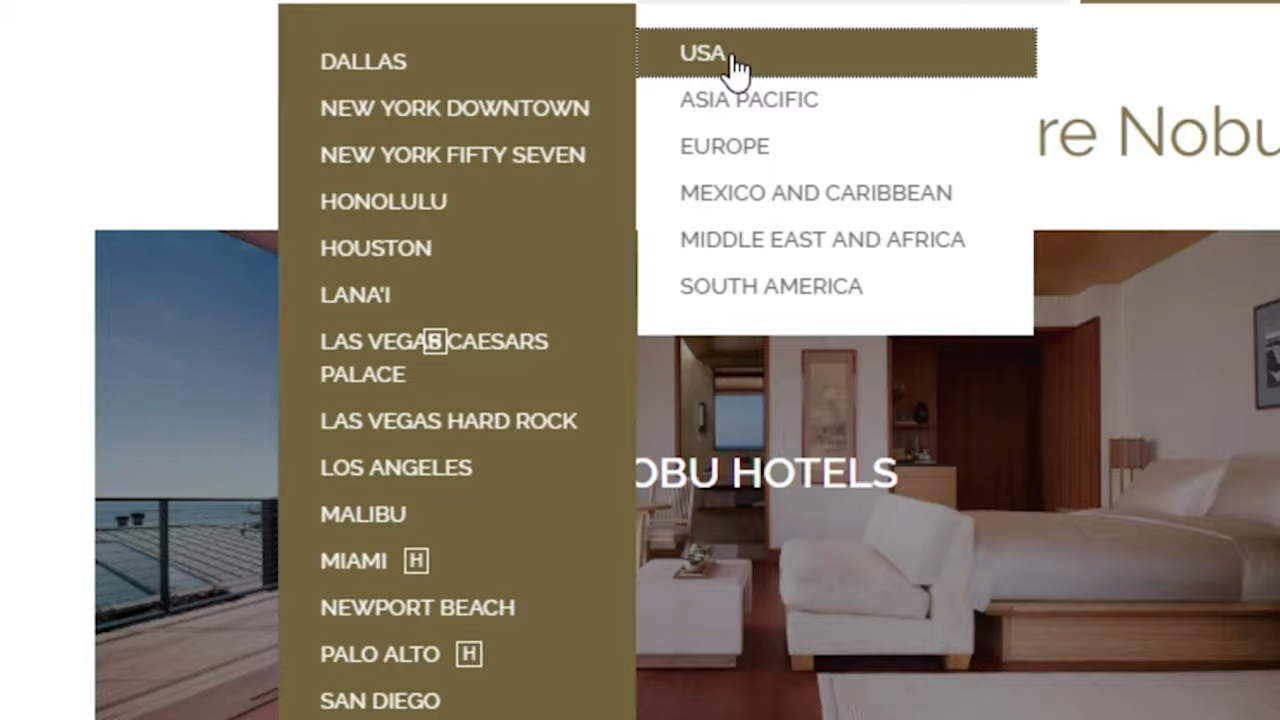 DALLAS
NEW YORK DOWNTOWN
NEW YORK FIFTY SEVEN
HONOLULU
HOUSTON
LANA'I
LAS VEGAS CAESARS
PALACE
LAS VEGAS HARD ROCK
LOS ANGELES
MALIBU
MIAMI H
NEWPORT BEACH
PALO ALTO H
SAN DIEGO
USA
ASIA PACIFIC
EUROPE
MEXICO AND CARIBBEAN
MIDDLE EAST AND AFRICA
SOUTH AMERICA
re Nobu
OBU HOTELS